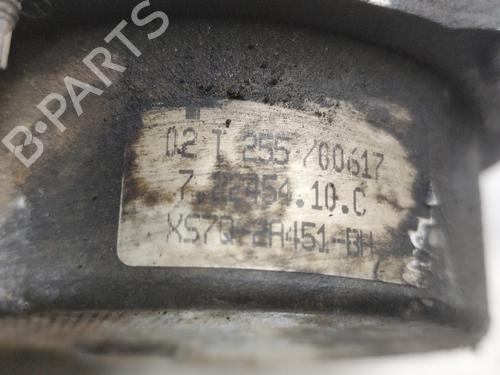 02 T 255 /00617
7.22954.10.C
XS7Q-2A451-BH
B-PARTS